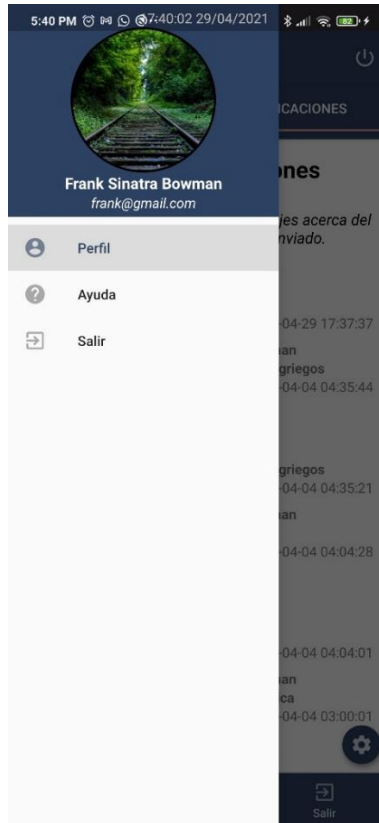 5:40 PM 7:40:02 29/04/2021 82
ICACIONES
Frank Sinatra Bowman
frank@gmail.com
ones
jes acerca del
nviado.
Perfil
Ayuda
Salir
-04-29 17:37:37
an
griegos
-04-04 04:35:44
griegos
-04-04 04:35:21
an
-04-04 04:04:28
-04-04 04:04:01
an
ca
-04-04 03:00:01
Salir